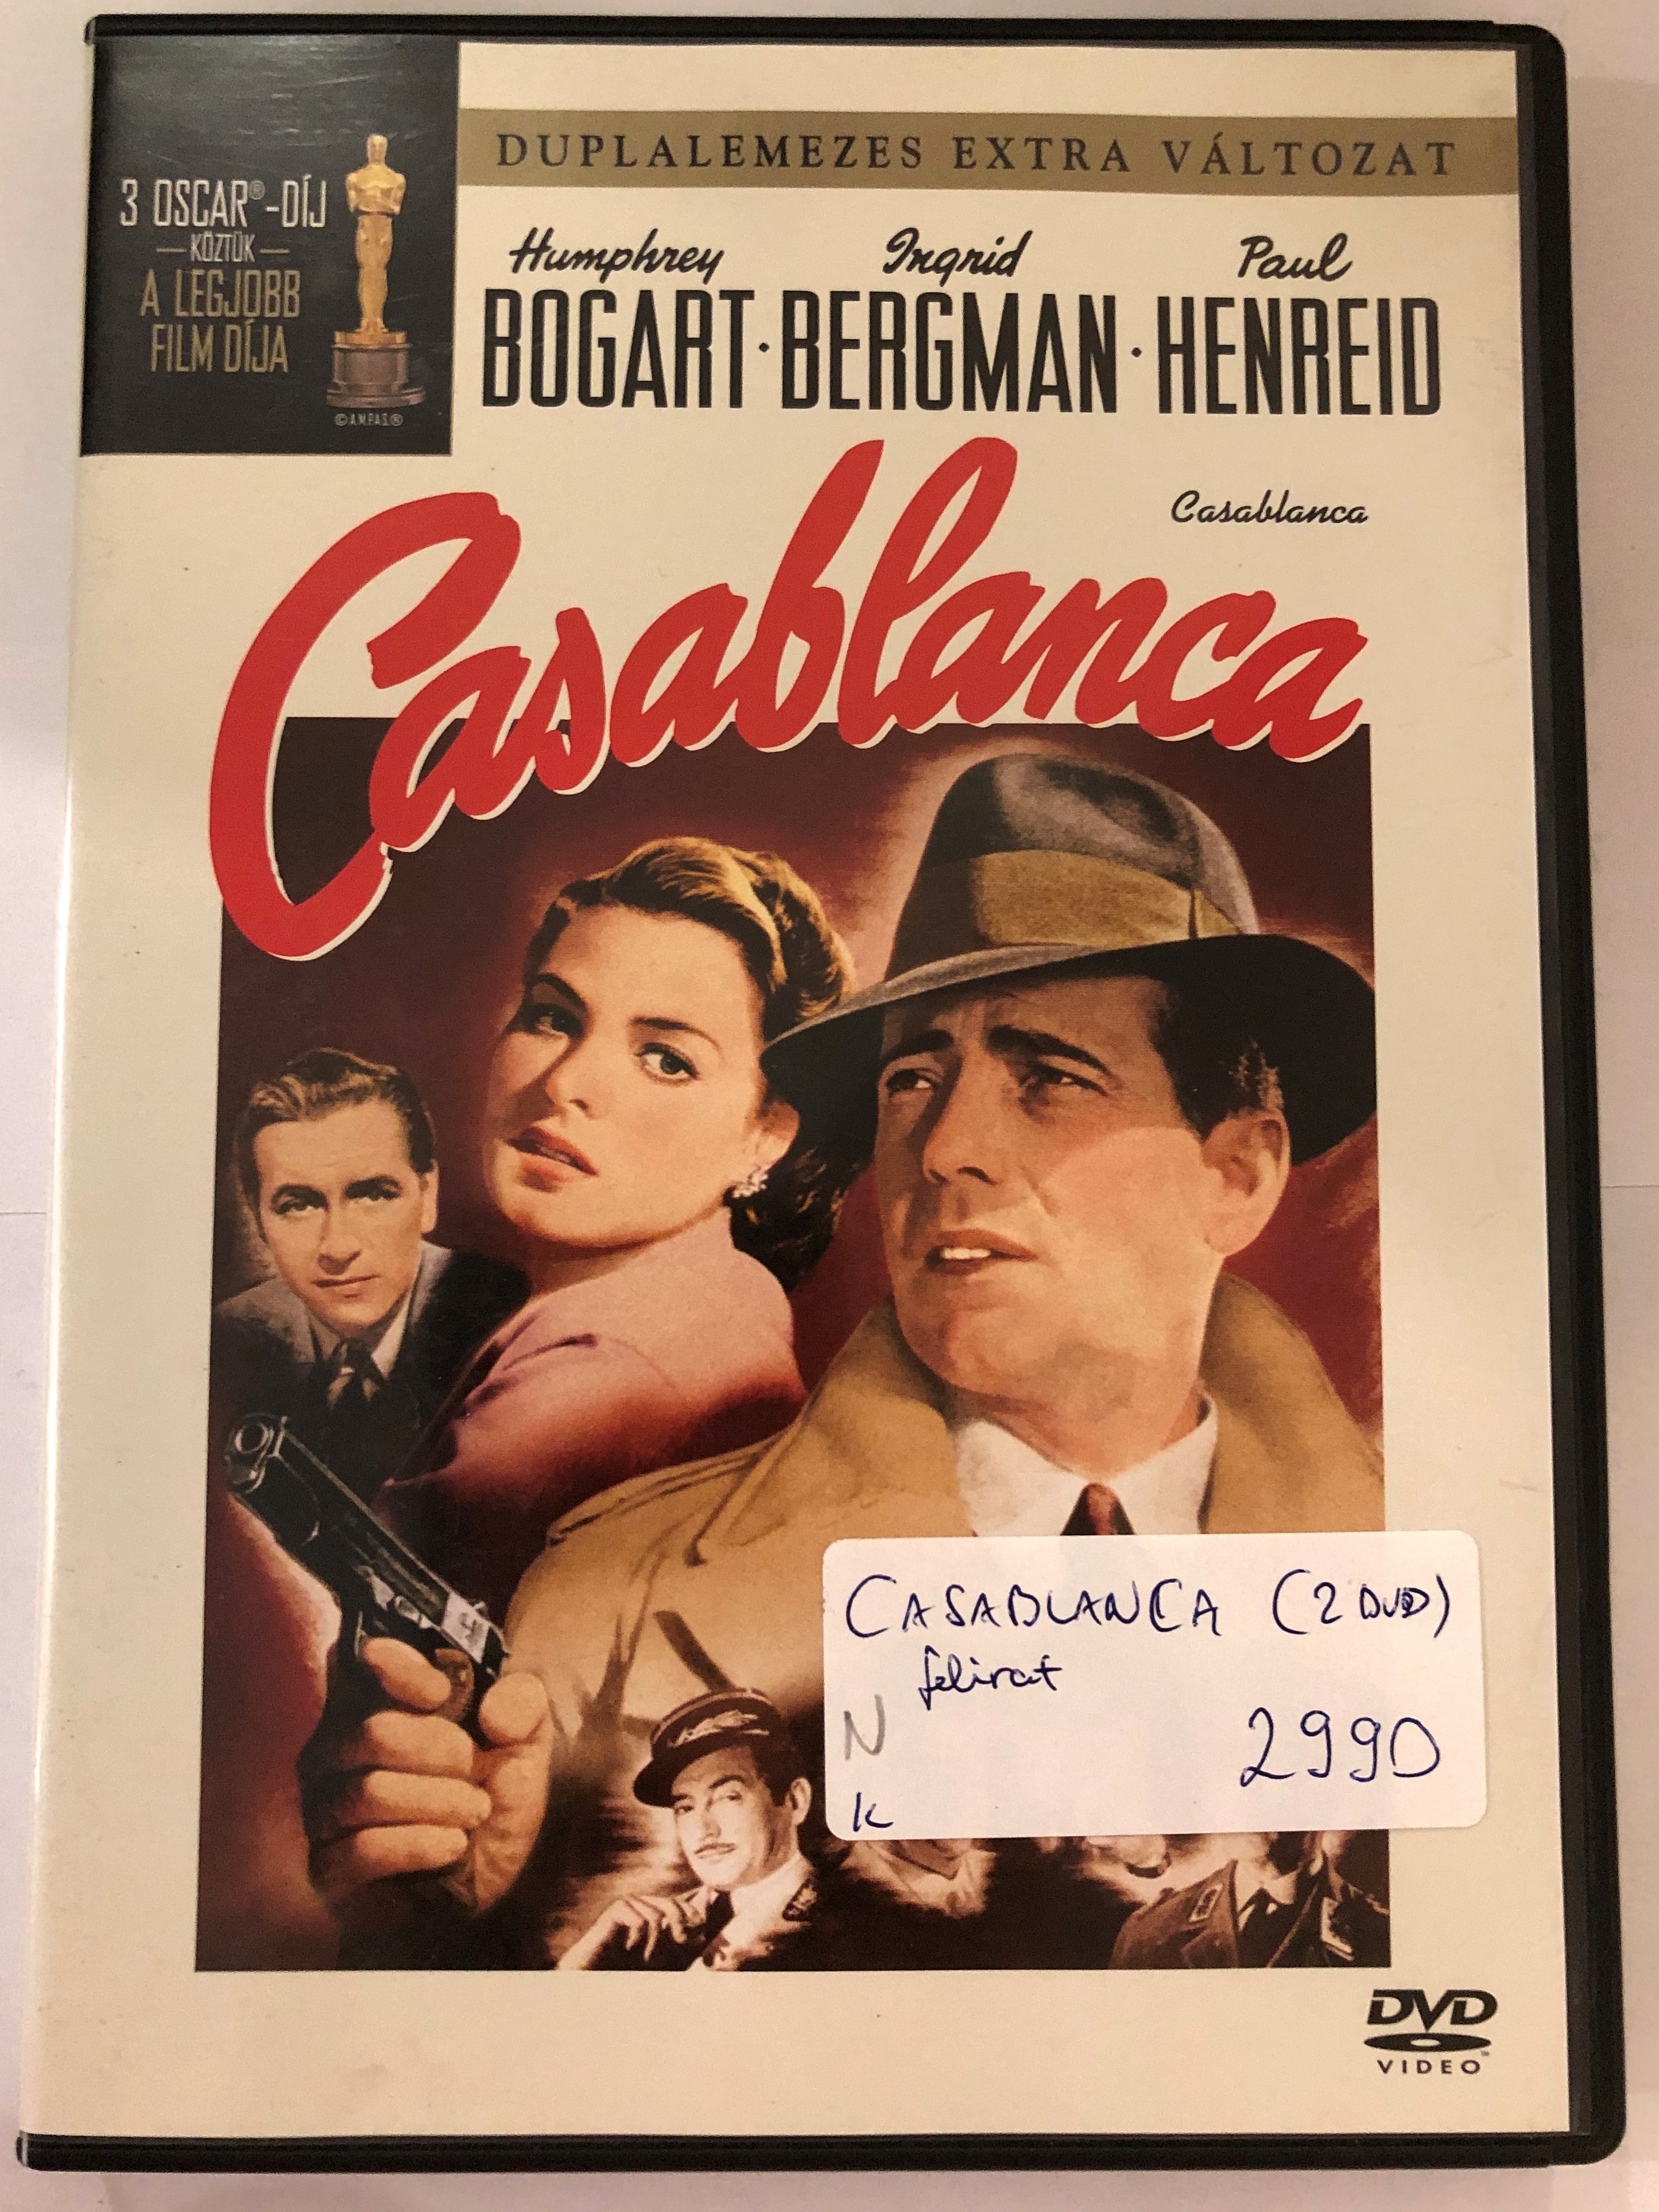 DUPLALEMEZES EXTRA VÁLTOZAT
3 OSCAR®-DÍJ
KÖZTÜK
A LEGJOBB
FILM DÍJA
©A.M.P.A.S.®
Humphrey Ingrid Paul
BOGART · BERGMAN · HENREID
Casablanca
Casablanca
CASABLANCA (2 DVD)
felirat
N
2990
K
DVD
VIDEO™